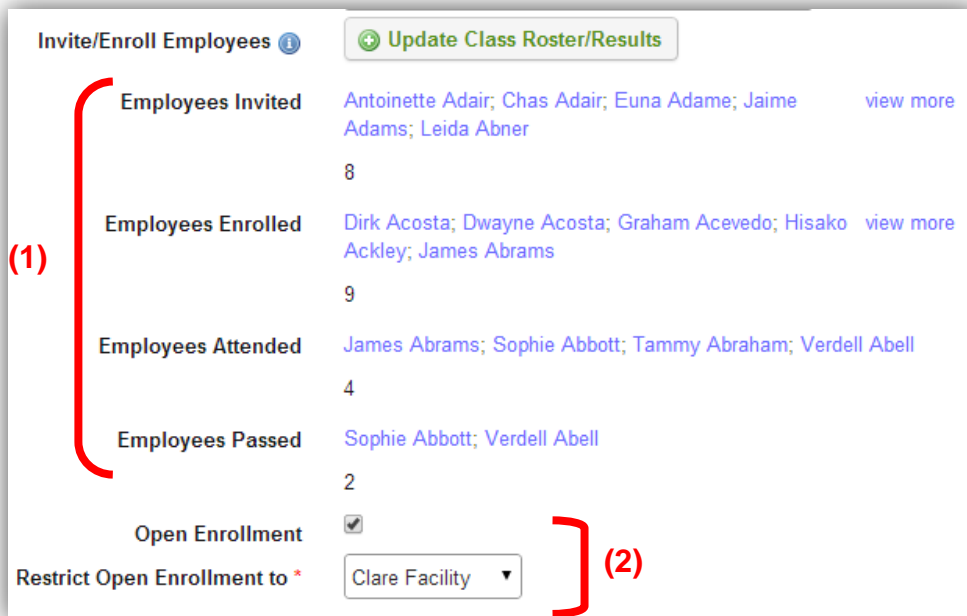 Invite/Enroll Employees
Update Class Roster/Results
Employees Invited Antoinette Adair; Chas Adair; Euna Adame; Jaime view more
Adams; Leida Abner
8
Employees Enrolled Dirk Acosta; Dwayne Acosta; Graham Acevedo; Hisako view more
Ackley; James Abrams
(1)
9
Employees Attended James Abrams; Sophie Abbott; Tammy Abraham; Verdell Abell
4
Employees Passed Sophie Abbott; Verdell Abell
2
Open Enrollment
(2)
Restrict Open Enrollment to * Clare Facility